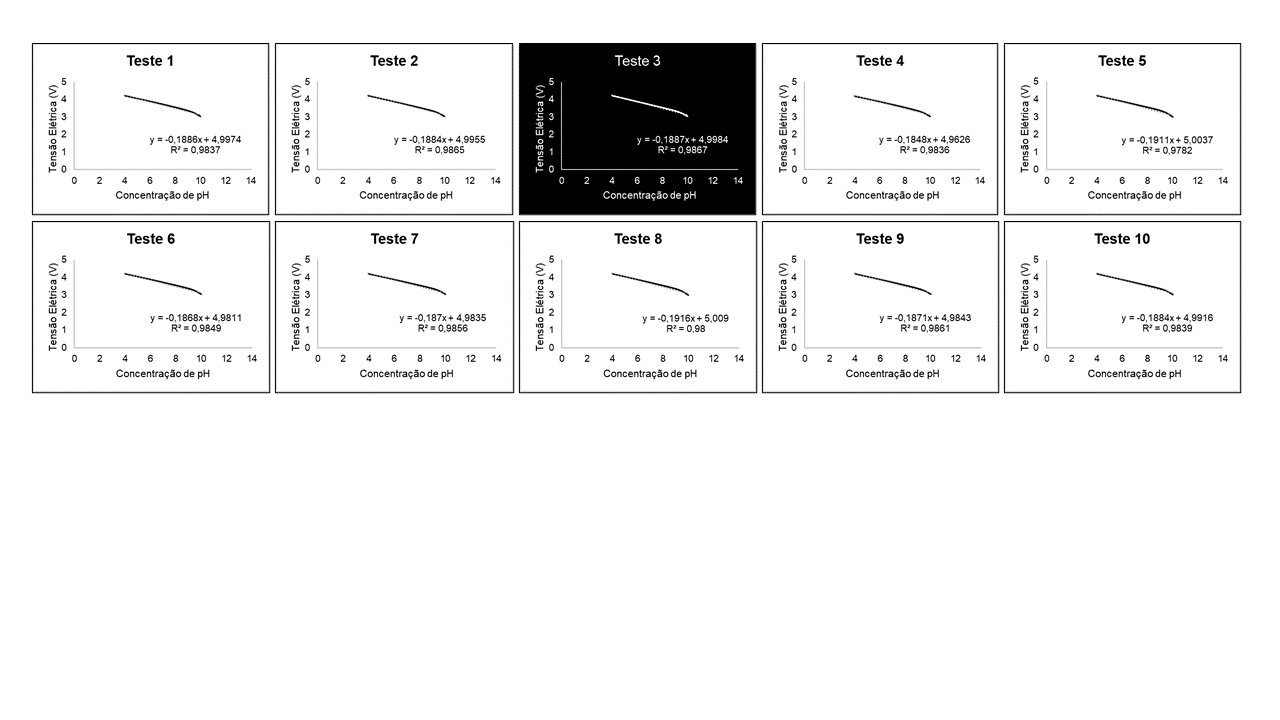 Teste 1
Tensão Elétrica (V)
5
4
3
2
1
0
0 2 4 6 8 10 12 14
y = -0,1886x + 4,9974
R² = 0,9837
Concentração de pH
Teste 2
Tensão Elétrica (V)
5
4
3
2
1
0
0 2 4 6 8 10 12 14
y = -0,1884x + 4,9955
R² = 0,9865
Concentração de pH
Teste 3
Tensão Elétrica (V)
5
4
3
2
1
0
0 2 4 6 8 10 12 14
y = -0,1887x + 4,9984
R² = 0,9867
Concentração de pH
Teste 4
Tensão Elétrica (V)
5
4
3
2
1
0
0 2 4 6 8 10 12 14
y = -0,1848x + 4,9626
R² = 0,9836
Concentração de pH
Teste 5
Tensão Elétrica (V)
5
4
3
2
1
0
0 2 4 6 8 10 12 14
y = -0,1911x + 5,0037
R² = 0,9782
Concentração de pH
Teste 6
Tensão Elétrica (V)
5
4
3
2
1
0
0 2 4 6 8 10 12 14
y = -0,1868x + 4,9811
R² = 0,9849
Concentração de pH
Teste 7
Tensão Elétrica (V)
5
4
3
2
1
0
0 2 4 6 8 10 12 14
y = -0,187x + 4,9835
R² = 0,9856
Concentração de pH
Teste 8
Tensão Elétrica (V)
5
4
3
2
1
0
0 2 4 6 8 10 12 14
y = -0,1916x + 5,009
R² = 0,98
Concentração de pH
Teste 9
Tensão Elétrica (V)
5
4
3
2
1
0
0 2 4 6 8 10 12 14
y = -0,1871x + 4,9843
R² = 0,9861
Concentração de pH
Teste 10
Tensão Elétrica (V)
5
4
3
2
1
0
0 2 4 6 8 10 12 14
y = -0,1884x + 4,9916
R² = 0,9839
Concentração de pH